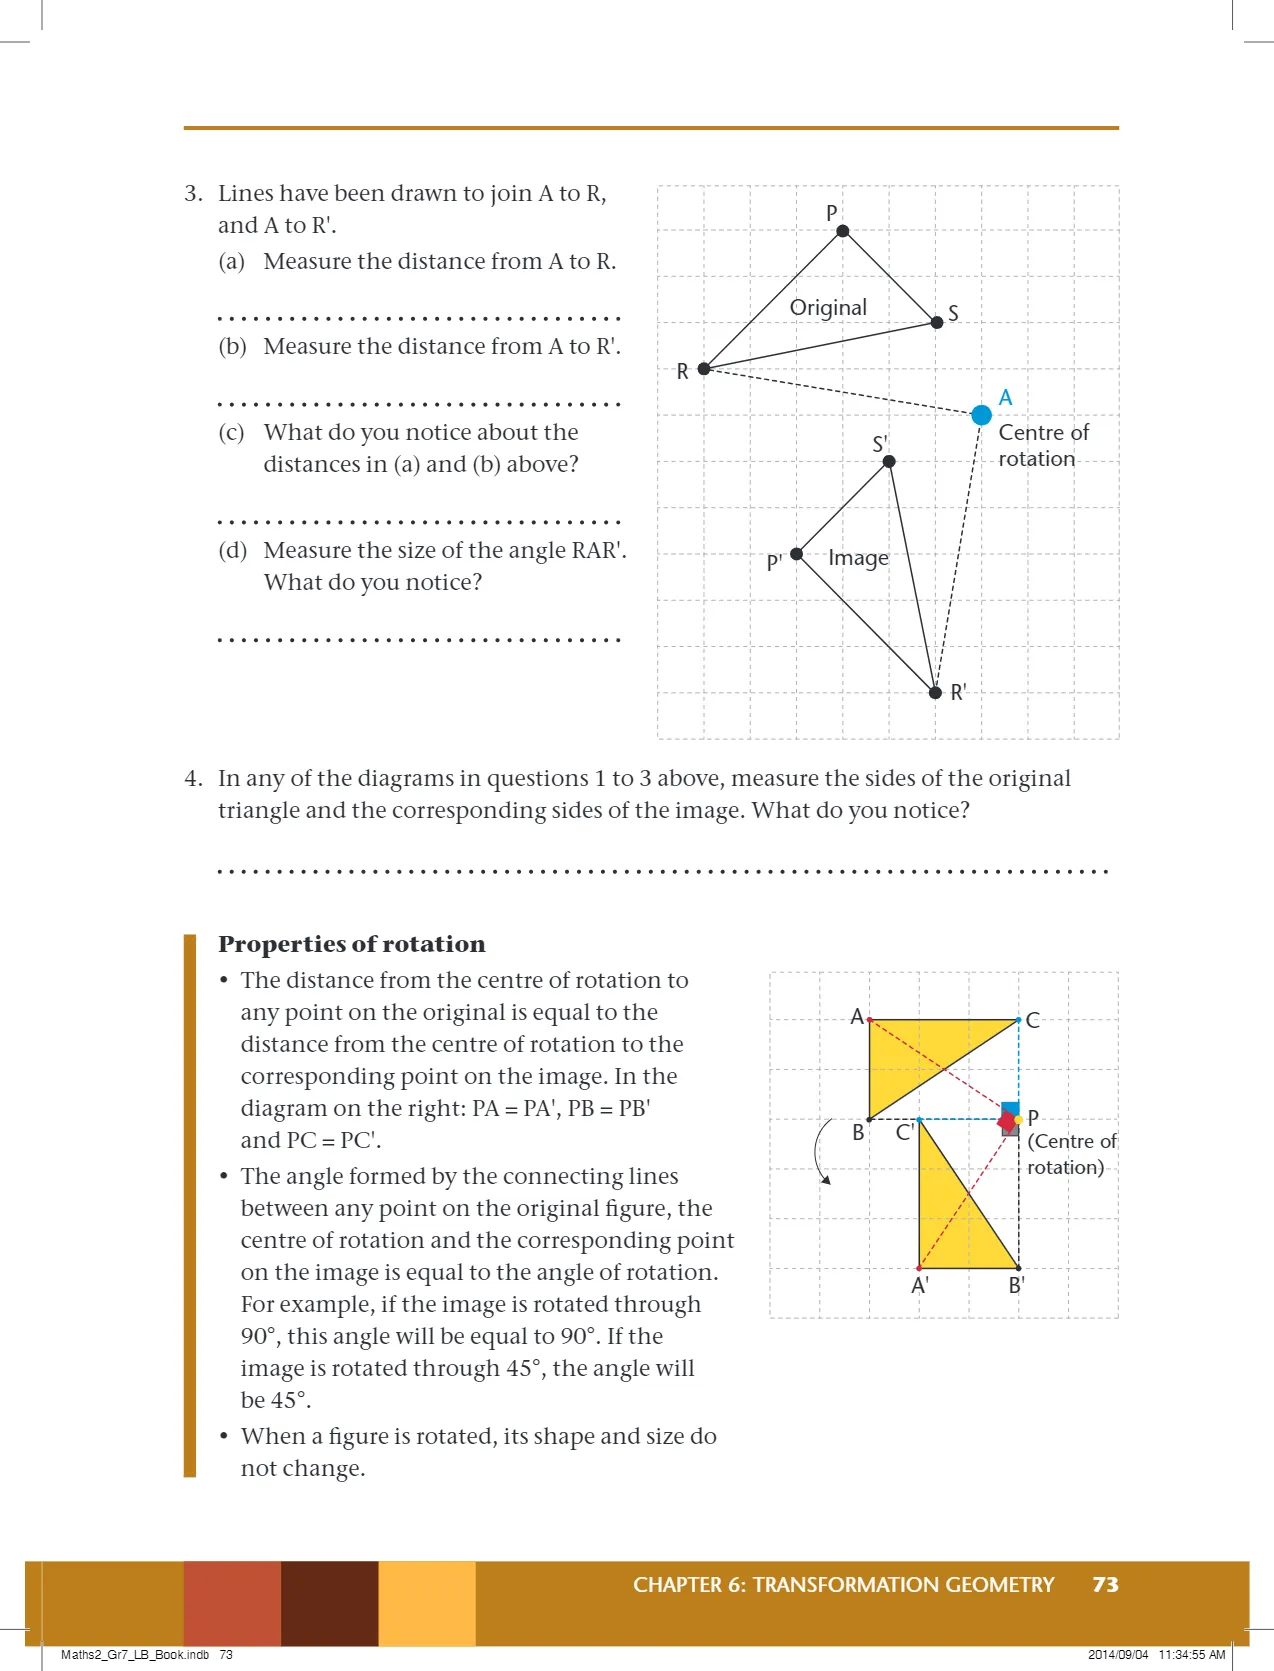 3. Lines have been drawn to join A to R,
and A to R'.
(a) Measure the distance from A to R.
(b) Measure the distance from A to R'.
(c) What do you notice about the
distances in (a) and (b) above?
(d) Measure the size of the angle RAR'.
What do you notice?
P
Original
S
R
A
Centre of
rotation
S'
P'
Image
R'
4. In any of the diagrams in questions 1 to 3 above, measure the sides of the original
triangle and the corresponding sides of the image. What do you notice?
Properties of rotation
• The distance from the centre of rotation to
any point on the original is equal to the
distance from the centre of rotation to the
corresponding point on the image. In the
diagram on the right: PA = PA', PB = PB'
and PC = PC'.
• The angle formed by the connecting lines
between any point on the original figure, the
centre of rotation and the corresponding point
on the image is equal to the angle of rotation.
For example, if the image is rotated through
90°, this angle will be equal to 90°. If the
image is rotated through 45°, the angle will
be 45°.
• When a figure is rotated, its shape and size do
not change.
A
C
B
C'
P
(Centre of
rotation)
A'
B'
CHAPTER 6: TRANSFORMATION GEOMETRY 73
Maths2_Gr7_LB_Book.indb 73
2014/09/04 11:34:55 AM